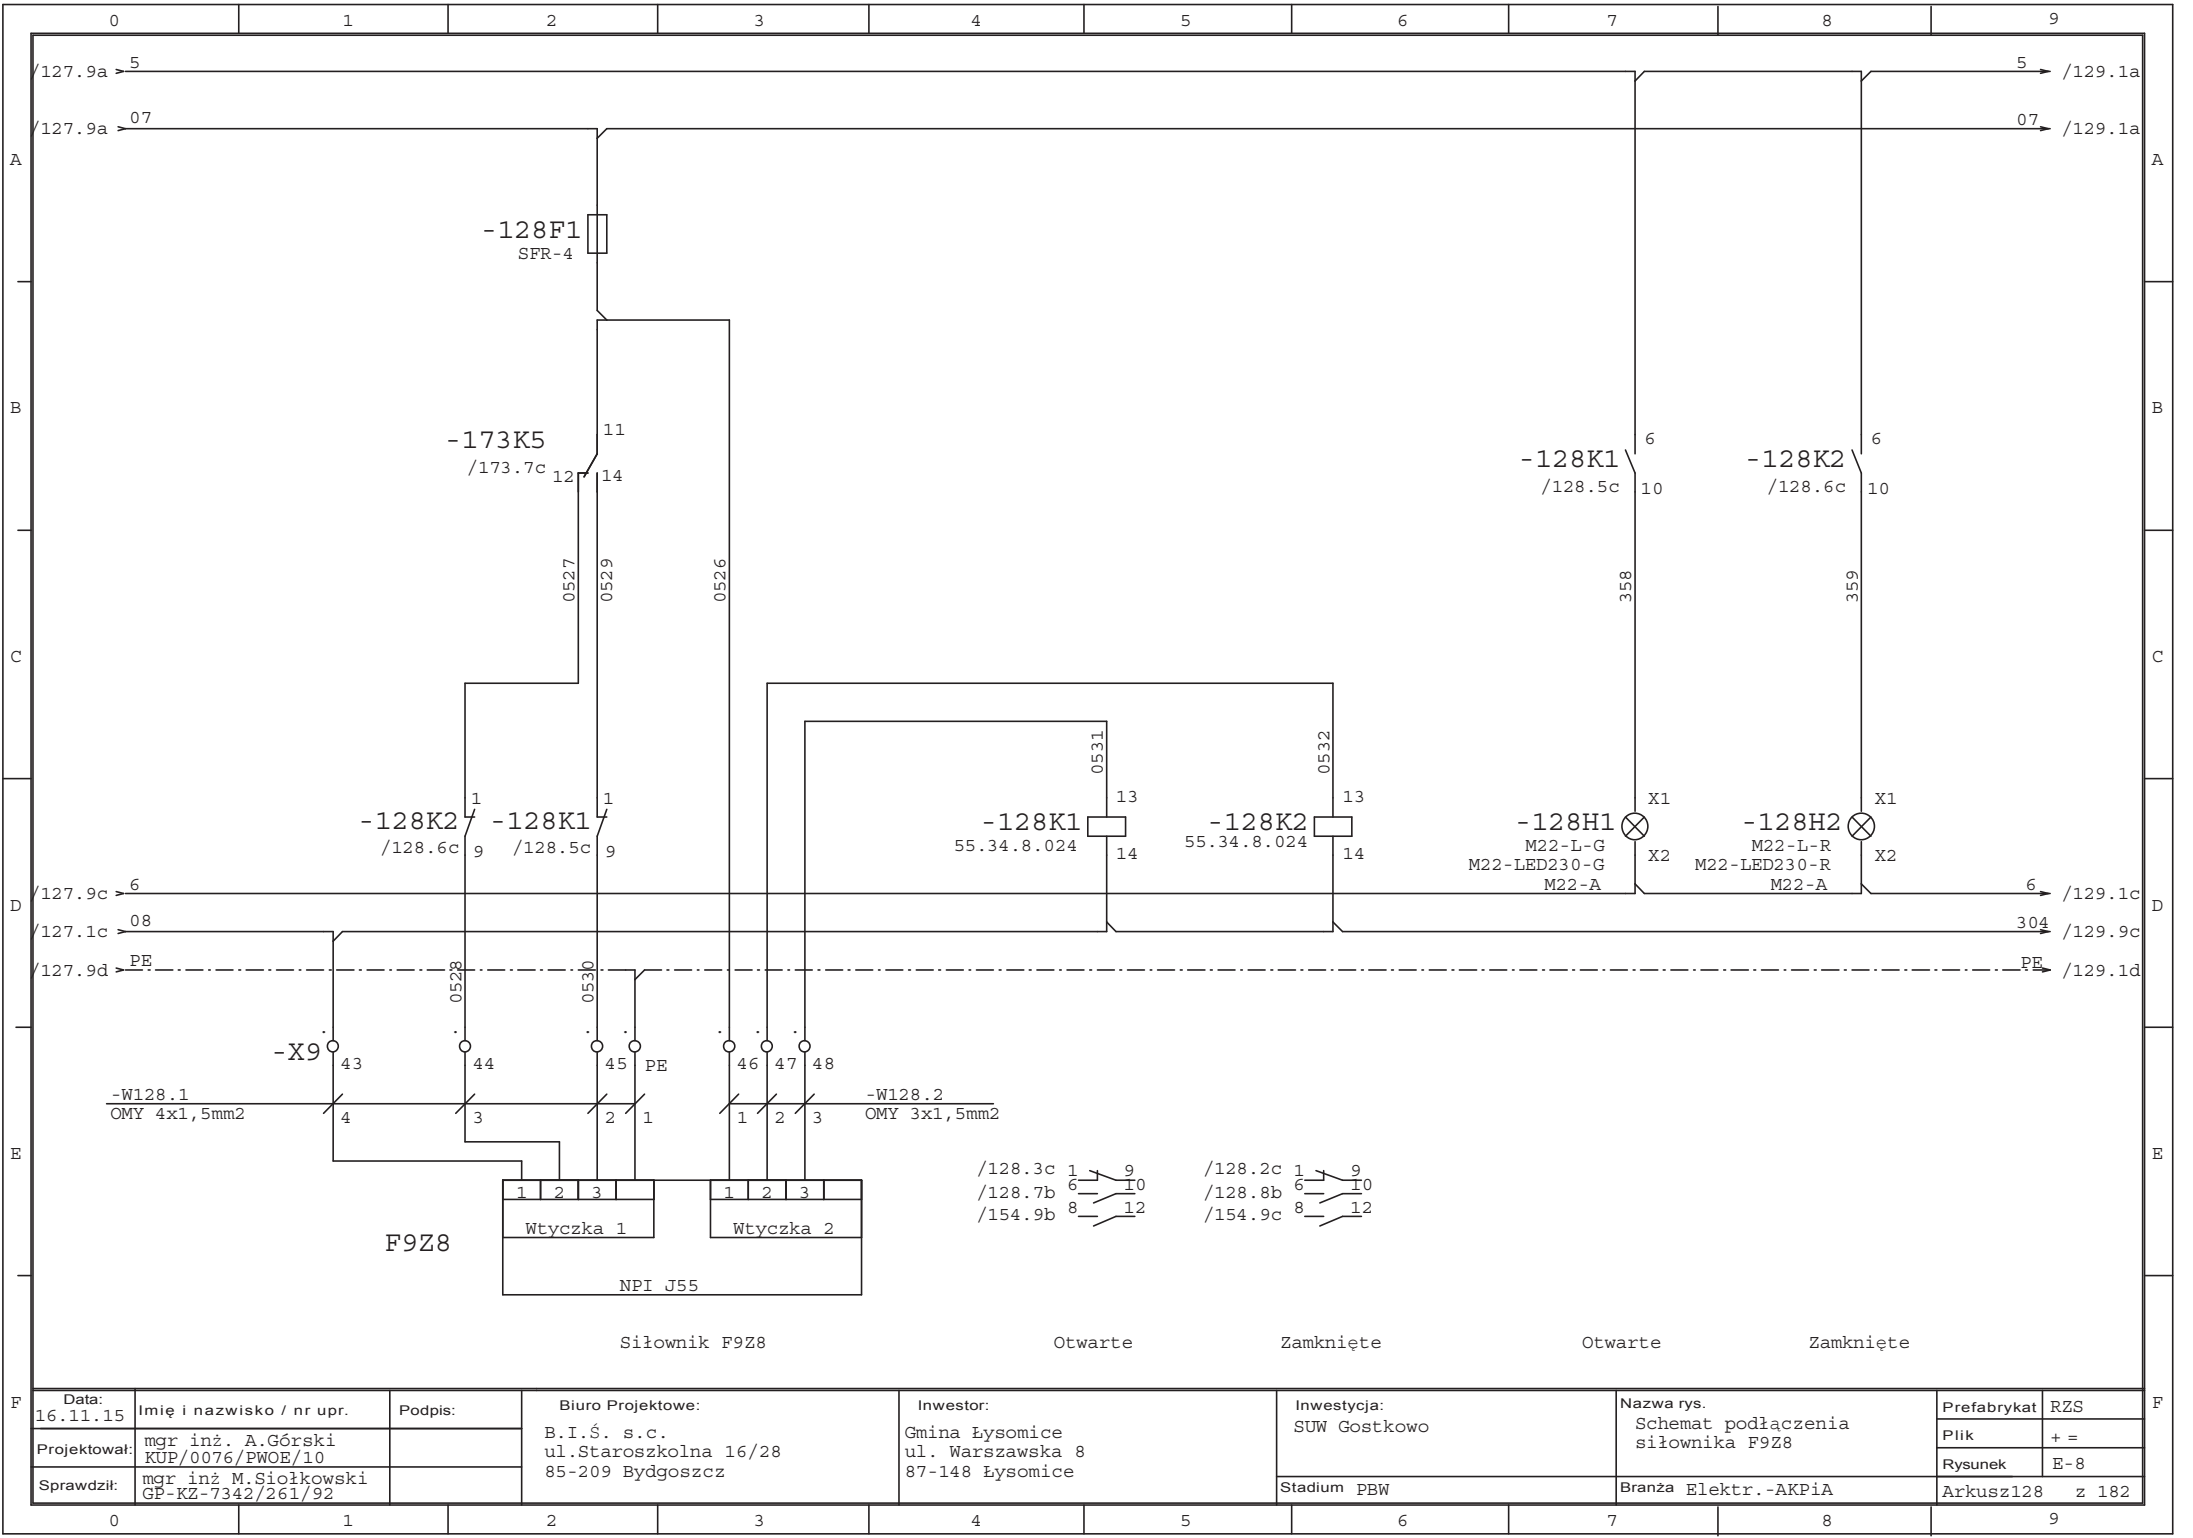 0 1 2 3 4 5 6 7 8 9
/127.9a 5 5 /129.1a
/127.9a 07 07 /129.1a
A A
-128F1
SFR-4
B B
-173K5 11
/173.7c 12 14
-128K1 6
/128.5c 10
-128K2 6
/128.6c 10
0527 0529 0526 358 359
C C
0531 0532
-128K2 1
/128.6c 9
-128K1 1
/128.5c 9
-128K1 13
55.34.8.024 14
-128K2 13
55.34.8.024 14
-128H1 X1
M22-L-G X2
M22-LED230-G
M22-A
-128H2 X1
M22-L-R X2
M22-LED230-R
M22-A
/127.9c 6 6 /129.1c
D D
/127.1c 08 304 /129.9c
/127.9d PE PE /129.1d
0528 0530
-X9 43 44 45 PE 46 47 48
-W128.1 -W128.2
OMY 4x1,5mm2 4 3 2 1 1 2 3 OMY 3x1,5mm2
E E
/128.3c 1 9 /128.2c 1 9
/128.7b 6 10 /128.8b 6 10
/154.9b 8 12 /154.9c 8 12
1 2 3 1 2 3
Wtyczka 1 Wtyczka 2
F9Z8
NPI J55
Siłownik F9Z8 Otwarte Zamknięte Otwarte Zamknięte
F F
Data:
16.11.15
Imię i nazwisko / nr upr.
Podpis:
Projektował:
mgr inż. A.Górski
KUP/0076/PWOE/10
Sprawdził:
mgr inż M.Siołkowski
GP-KZ-7342/261/92
Biuro Projektowe:
B.I.Ś. s.c.
ul.Staroszkolna 16/28
85-209 Bydgoszcz
Inwestor:
Gmina Łysomice
ul. Warszawska 8
87-148 Łysomice
Inwestycja:
SUW Gostkowo
Stadium PBW
Nazwa rys.
Schemat podłączenia
siłownika F9Z8
Branża Elektr.-AKPiA
Prefabrykat RZS
Plik + =
Rysunek E-8
Arkusz128 z 182
0 1 2 3 4 5 6 7 8 9